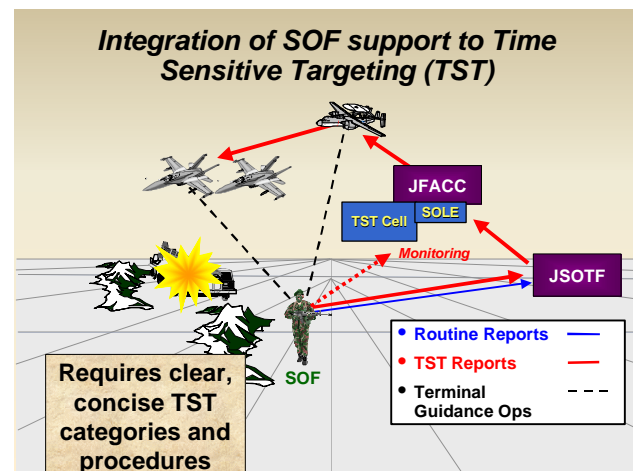 Integration of SOF support to Time
Sensitive Targeting (TST)
JFACC
TST Cell
SOLE
Monitoring
JSOTF
SOF
• Routine Reports
• TST Reports
• Terminal
Guidance Ops
Requires clear,
concise TST
categories and
procedures